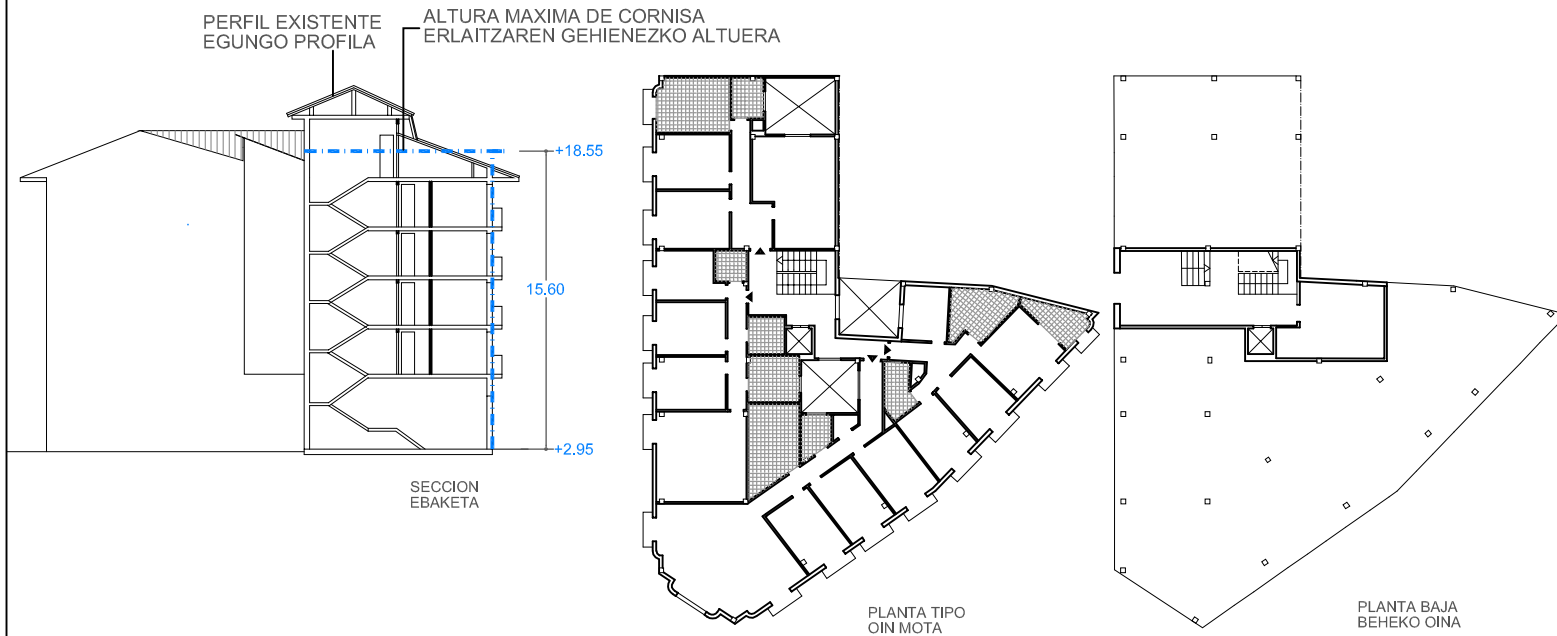 PERFIL EXISTENTE
EGUNGO PROFILA
ALTURA MAXIMA DE CORNISA
ERLAITZAREN GEHIENEZKO ALTUERA
+18.55
15.60
+2.95
SECCION
EBAKETA
PLANTA TIPO
OIN MOTA
PLANTA BAJA
BEHEKO OINA